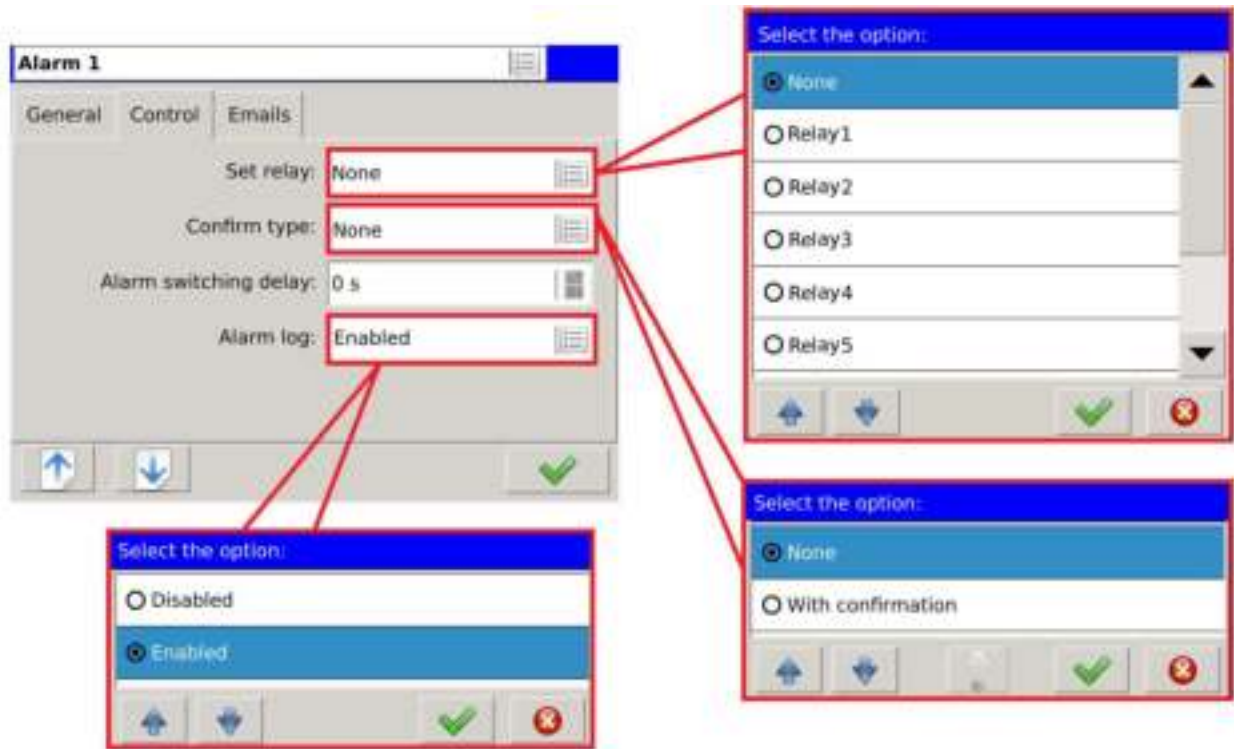 Alarm 1
General Control Emails
Set relay: None
Confirm type: None
Alarm switching delay: 0 s
Alarm log: Enabled
Select the option:
None
Relay1
Relay2
Relay3
Relay4
Relay5
Select the option:
None
With confirmation
Select the option:
Disabled
Enabled